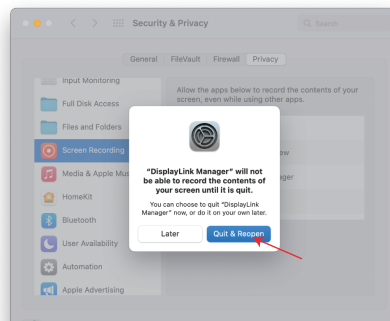 Security & Privacy
Search
General
FileVault
Firewall
Privacy
Input Monitoring
Full Disk Access
Files and Folders
Screen Recording
Media & Apple Mus
HomeKit
Bluetooth
User Availability
Automation
Apple Advertising
Allow the apps below to record the contents of your
screen, even while using other apps.
ew
ager
"DisplayLink Manager" will not
be able to record the contents of
your screen until it is quit.
You can choose to quit "DisplayLink
Manager" now, or do it on your own later.
Later
Quit & Reopen